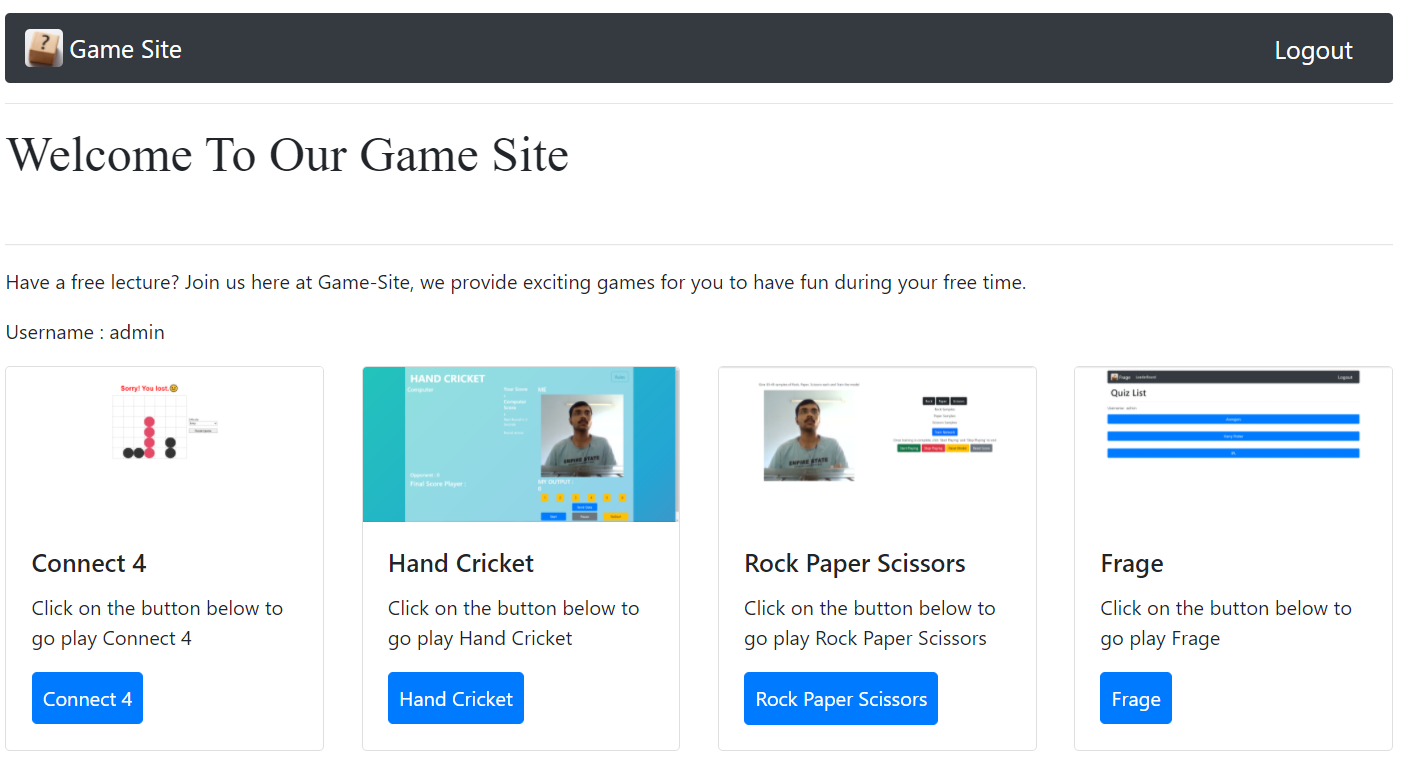 Game Site
Logout
Welcome To Our Game Site
Have a free lecture? Join us here at Game-Site, we provide exciting games for you to have fun during your free time.
Username : admin
Sorry! You lost.
HAND CRICKET
Computer
Final Score Player :
MY OUTPUT :
EMPIRE STATE
Rock Paper Scissors
Frage
Logout
Quiz List
Connect 4
Click on the button below to
go play Connect 4
Connect 4
Hand Cricket
Click on the button below to
go play Hand Cricket
Hand Cricket
Rock Paper Scissors
Click on the button below to
go play Rock Paper Scissors
Rock Paper Scissors
Frage
Click on the button below to
go play Frage
Frage